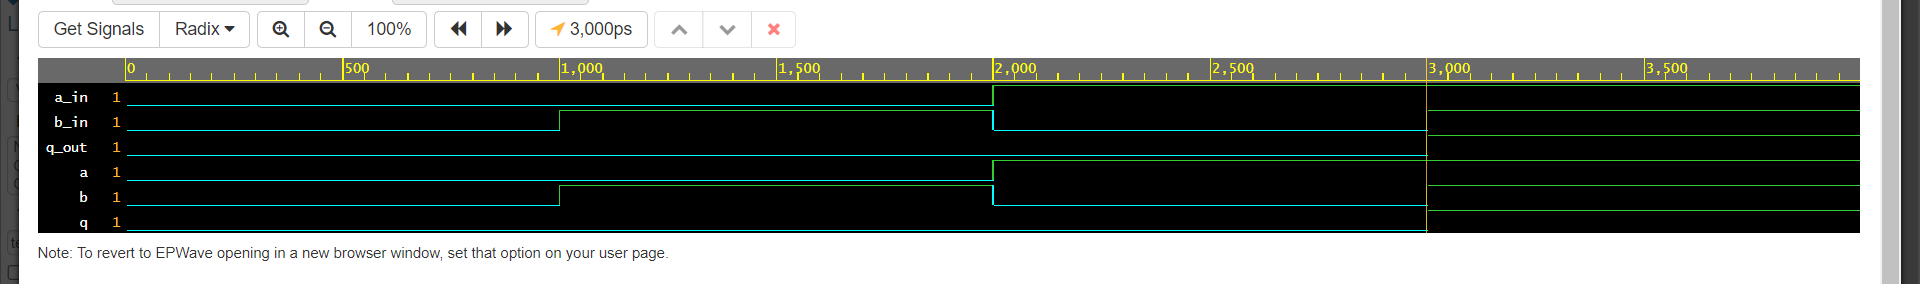 Get Signals Radix 100% 3,000ps
0 500 1,000 1,500 2,000 2,500 3,000 3,500
a_in 1
b_in 1
q_out 1
a 1
b 1
q 1
Note: To revert to EPWave opening in a new browser window, set that option on your user page.